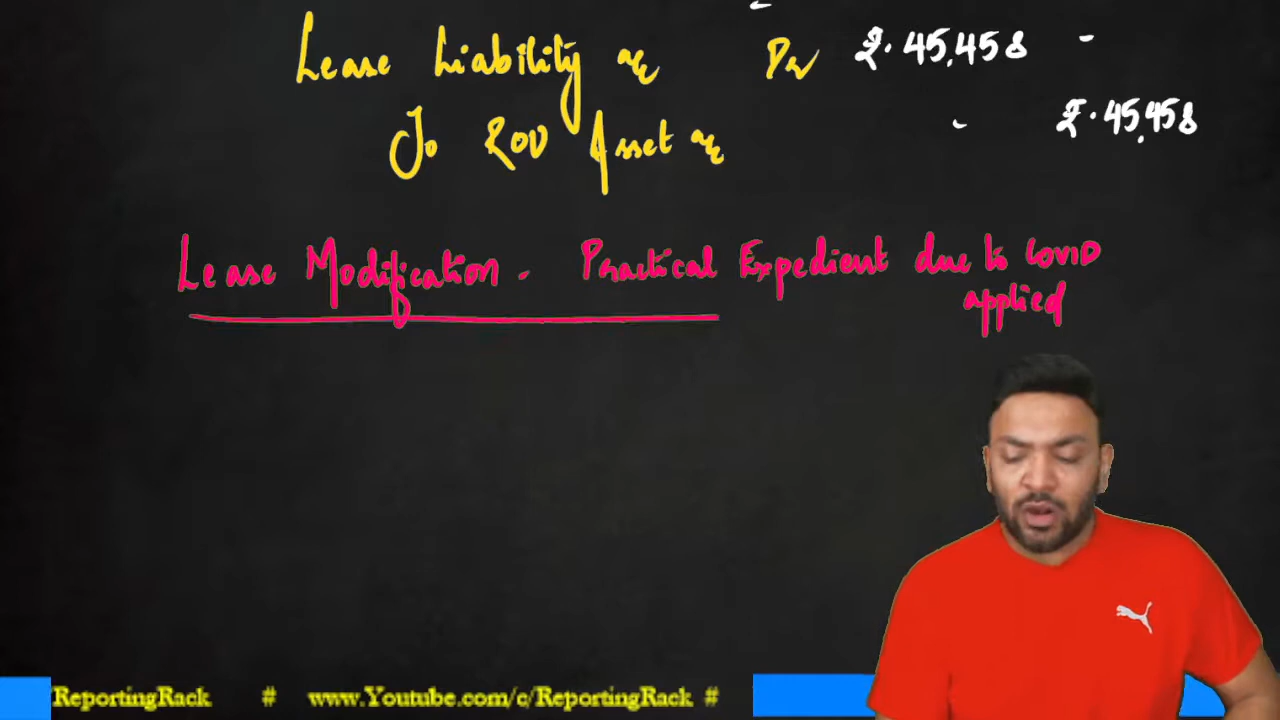 Lease Liability a/c Dr ₹.45,458 -
To ROU Asset a/c - ₹.45,458
Lease Modification - Practical Expedient due to COVID
applied
/ReportingRack # www.Youtube.com/c/ReportingRack #